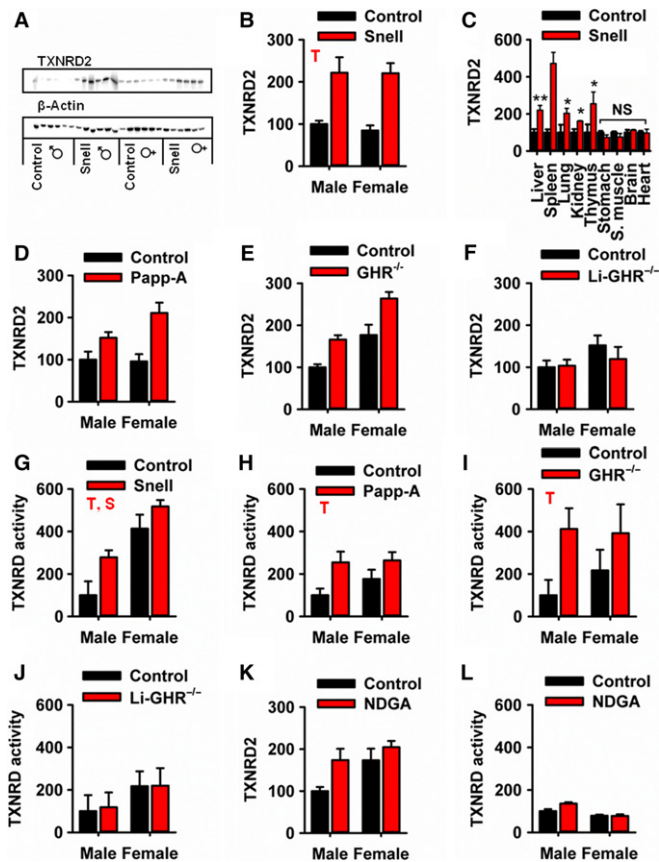 A
TXNRD2
β-Actin
Control ♂
Snell ♂
Control ♀
Snell ♀
B
Control
Snell
TXNRD2
300
200
100
0
T
Male Female
C
Control
Snell
TXNRD2
600
400
200
0
** * * * NS
Liver
Spleen
Lung
Kidney
Thymus
Stomach
S. muscle
Brain
Heart
D
Control
Papp-A
TXNRD2
300
200
100
0
Male Female
E
Control
GHR⁻/⁻
TXNRD2
300
200
100
0
Male Female
F
Control
Li-GHR⁻/⁻
TXNRD2
300
200
100
0
Male Female
G
Control
Snell
TXNRD activity
600
400
200
0
T, S
Male Female
H
Control
Papp-A
TXNRD activity
600
400
200
0
T
Male Female
I
Control
GHR⁻/⁻
TXNRD activity
600
400
200
0
T
Male Female
J
Control
Li-GHR⁻/⁻
TXNRD activity
600
400
200
0
Male Female
K
Control
NDGA
TXNRD2
300
200
100
0
Male Female
L
Control
NDGA
TXNRD activity
600
400
200
0
Male Female